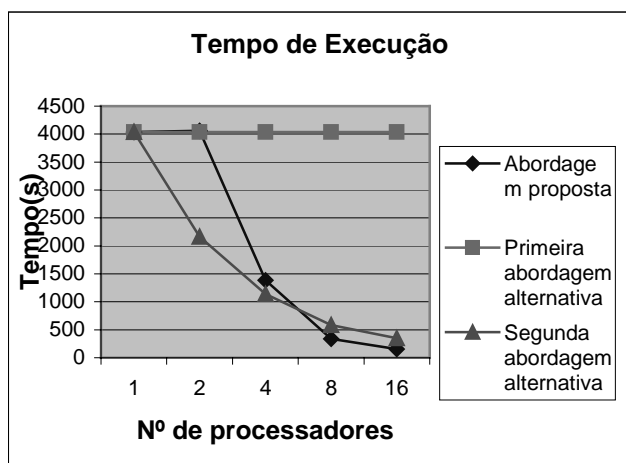 Tempo de Execução
4500
4000
3500
3000
2500
2000
1500
1000
500
0
Tempo(s)
1 2 4 8 16
Nº de processadores
Abordage
m proposta
Primeira
abordagem
alternativa
Segunda
abordagem
alternativa